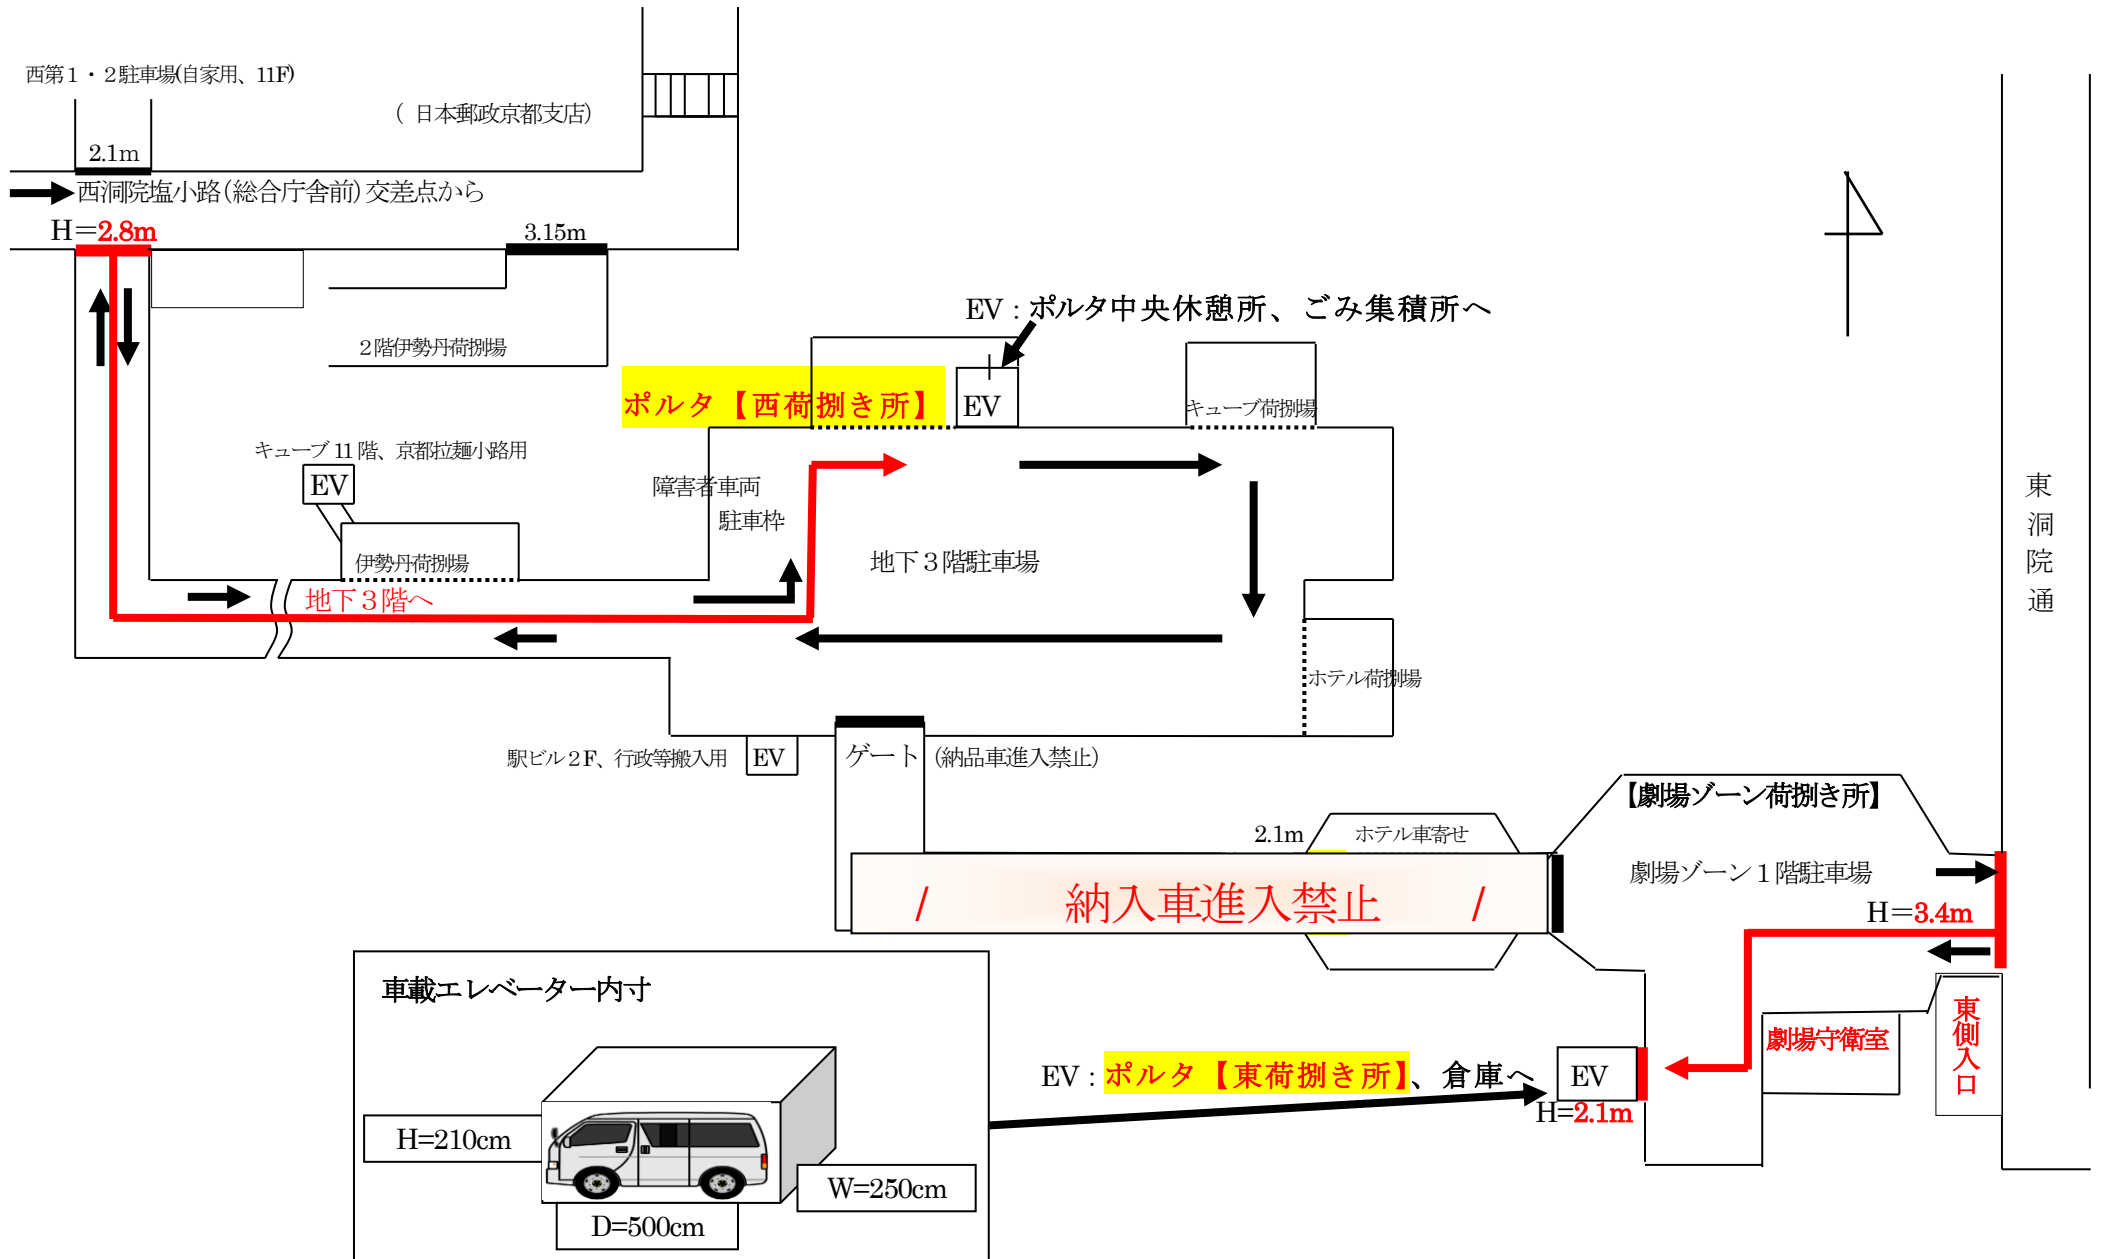 西第１・２駐車場(自家用、11F)
（ 日本郵政京都支店）
2.1m
西洞院塩小路(総合庁舎前)交差点から
H＝2.8m
3.15m
２階伊勢丹荷捌場
EV：ポルタ中央休憩所、ごみ集積所へ
ポルタ【西荷捌き所】
EV
キューブ荷捌場
キューブ 11 階、京都拉麺小路用
EV
障害者車両
駐車枠
伊勢丹荷捌場
地下３階駐車場
地下３階へ
東洞院通
ホテル荷捌場
駅ビル２F、行政等搬入用
EV
ゲート
(納品車進入禁止)
【劇場ゾーン荷捌き所】
2.1m
ホテル車寄せ
劇場ゾーン１階駐車場
/ 納入車進入禁止 /
H＝3.4m
車載エレベーター内寸
東側入口
劇場守衛室
EV：ポルタ【東荷捌き所】、倉庫へ
EV
H=2.1m
H=210cm
W=250cm
D=500cm